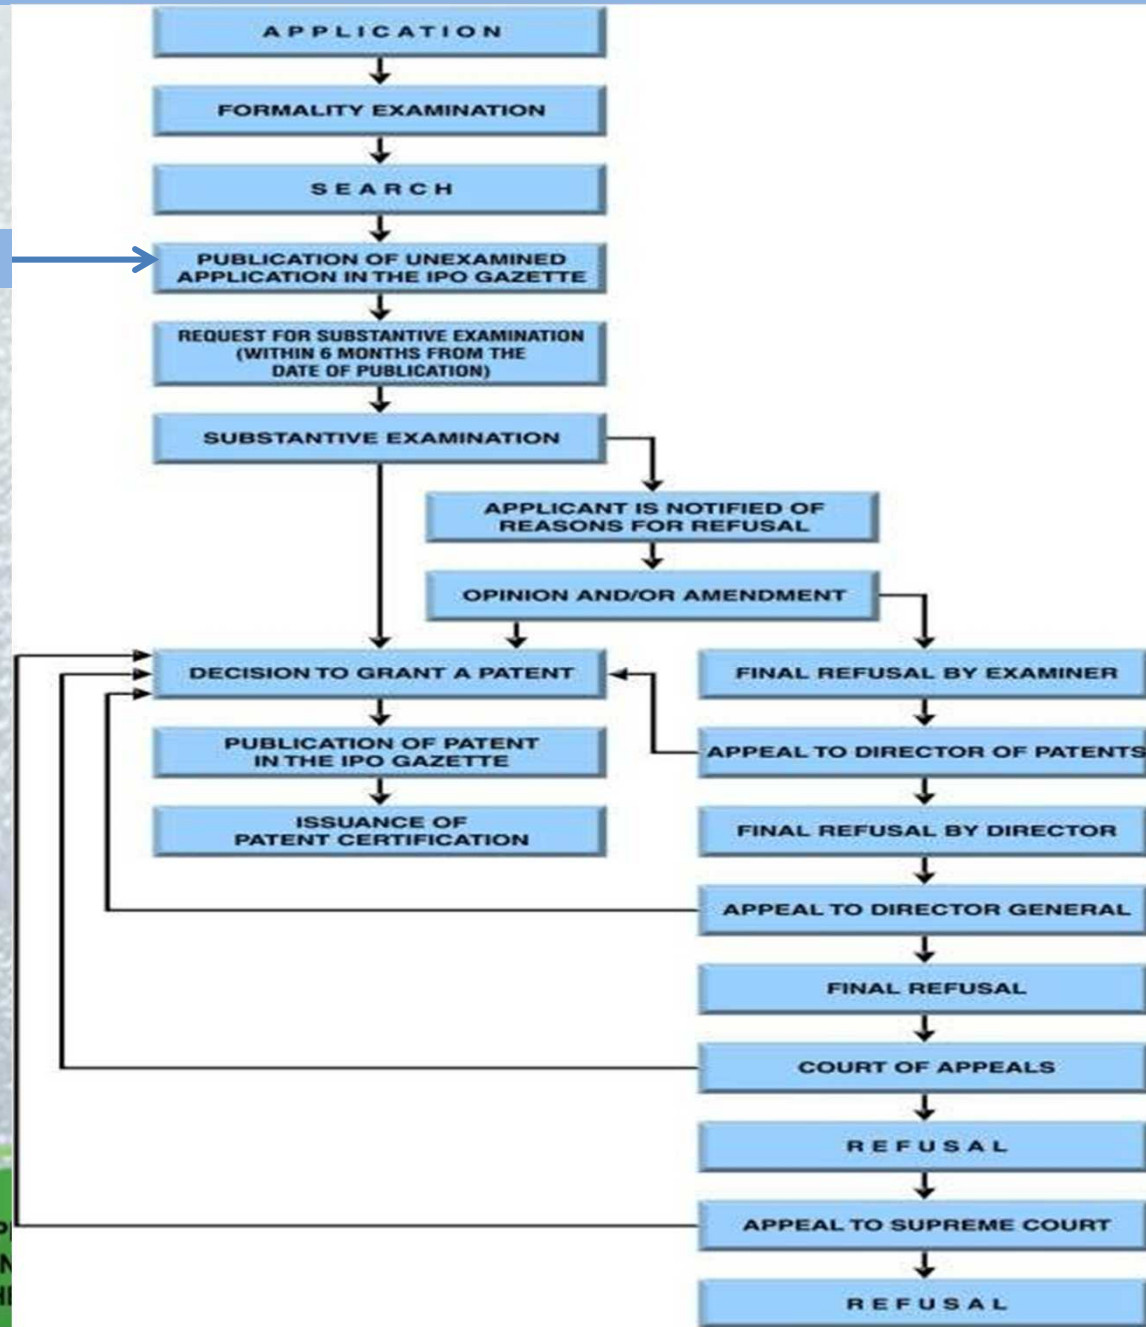 APPLICATION
FORMALITY EXAMINATION
SEARCH
PUBLICATION OF UNEXAMINED
APPLICATION IN THE IPO GAZETTE
REQUEST FOR SUBSTANTIVE EXAMINATION
(WITHIN 6 MONTHS FROM THE
DATE OF PUBLICATION)
SUBSTANTIVE EXAMINATION
APPLICANT IS NOTIFIED OF
REASONS FOR REFUSAL
OPINION AND/OR AMENDMENT
DECISION TO GRANT A PATENT
PUBLICATION OF PATENT
IN THE IPO GAZETTE
ISSUANCE OF
PATENT CERTIFICATION
FINAL REFUSAL BY EXAMINER
APPEAL TO DIRECTOR OF PATENTS
FINAL REFUSAL BY DIRECTOR
APPEAL TO DIRECTOR GENERAL
FINAL REFUSAL
COURT OF APPEALS
REFUSAL
APPEAL TO SUPREME COURT
REFUSAL